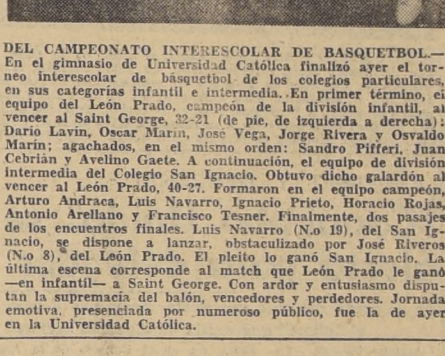 DEL CAMPEONATO INTERESCOLAR DE BASQUETBOL.—
En el gimnasio de Universidad Católica finalizó ayer el tor-
neo interescolar de básquetbol de los colegios particulares,
en sus categorías infantil e intermedia. En primer término, el
equipo del León Prado, campeón de la división infantil, al
vencer al Saint George, 32-21 (de pie, de izquierda a derecha):
Darío Lavín, Oscar Marín, José Vega, Jorge Rivera y Osvaldo
Marín; agachados, en el mismo orden: Sandro Pifferi, Juan
Cebrián y Avelino Gaete. A continuación, el equipo de división
intermedia del Colegio San Ignacio. Obtuvo dicho galardón al
vencer al León Prado, 40-27. Formaron en el equipo campeón,
Arturo Andraca, Luis Navarro, Ignacio Prieto, Horacio Rojas,
Antonio Arellano y Francisco Tesner. Finalmente, dos pasajes
de los encuentros finales. Luis Navarro (N.o 19), del San Ig-
nacio, se dispone a lanzar, obstaculizado por José Riveros
(N.o 8), del León Prado. El pleito lo ganó San Ignacio. La
última escena corresponde al match que León Prado le ganó
—en infantil— a Saint George. Con ardor y entusiasmo dispu-
tan la supremacía del balón, vencedores y perdedores. Jornada
emotiva, presenciada por numeroso público, fue la de ayer
en la Universidad Católica.